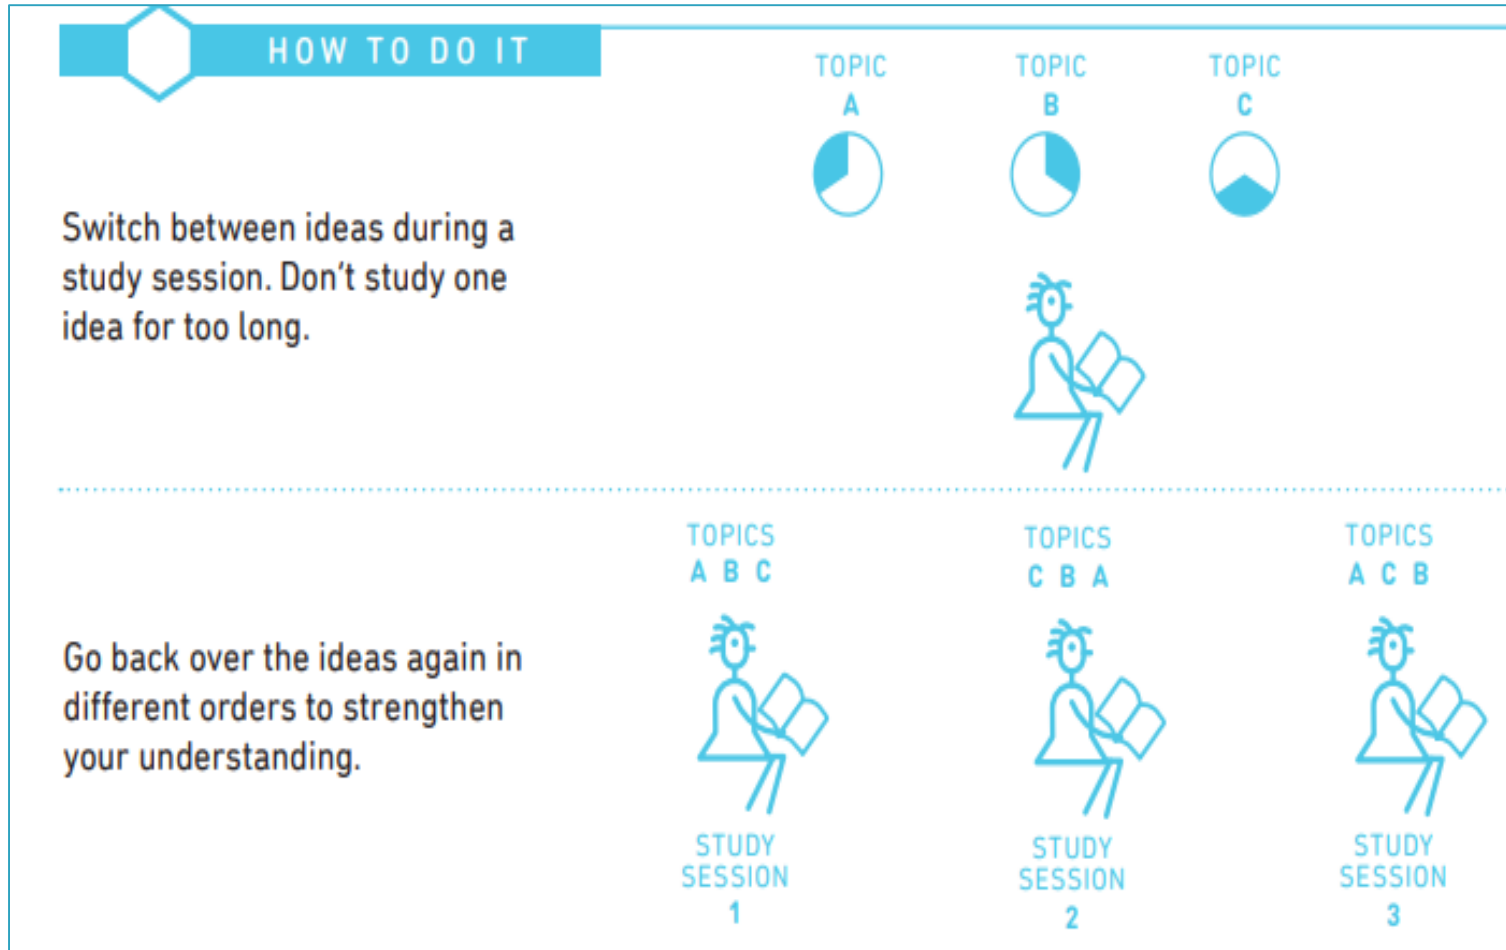 HOW TO DO IT
TOPIC
A
TOPIC
B
TOPIC
C
Switch between ideas during a
study session. Don't study one
idea for too long.
TOPICS
A B C
TOPICS
C B A
TOPICS
A C B
Go back over the ideas again in
different orders to strengthen
your understanding.
STUDY
SESSION
1
STUDY
SESSION
2
STUDY
SESSION
3